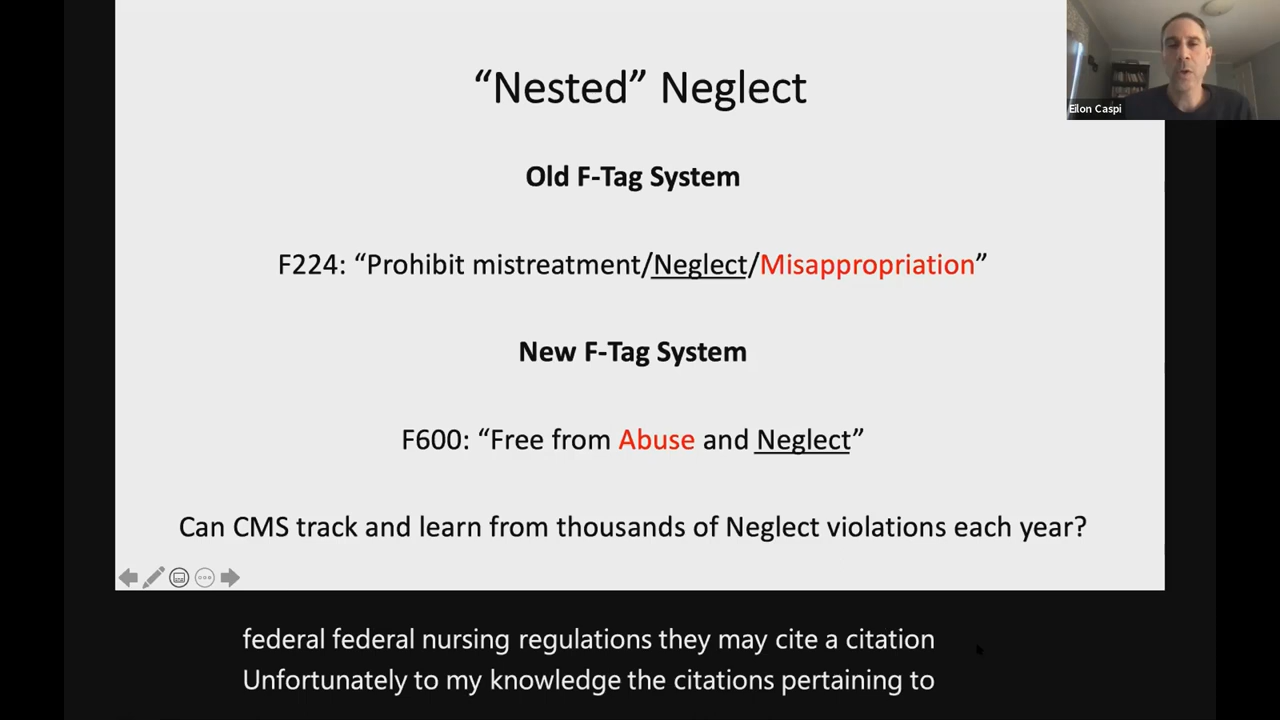 “Nested” Neglect
Eilon Caspi
Old F-Tag System
F224: “Prohibit mistreatment/Neglect/Misappropriation”
New F-Tag System
F600: “Free from Abuse and Neglect”
Can CMS track and learn from thousands of Neglect violations each year?
federal federal nursing regulations they may cite a citation
Unfortunately to my knowledge the citations pertaining to